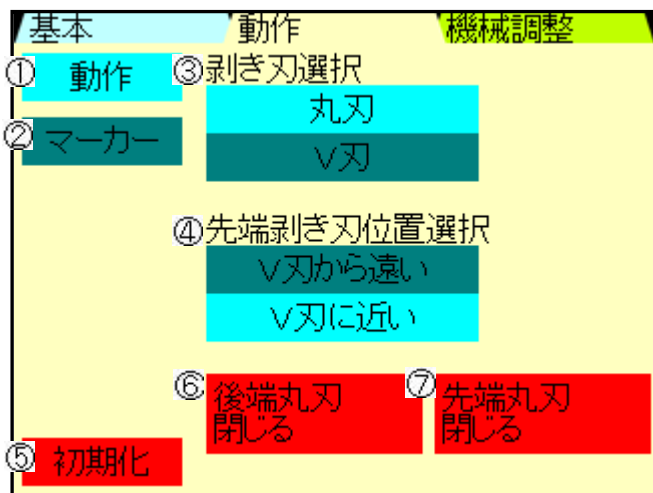 基本 動作 機械調整
① 動作
② マーカー
③剥き刃選択
丸刃
V刃
④先端剥き刃位置選択
V刃から遠い
V刃に近い
⑤ 初期化
⑥ 後端丸刃
閉じる
⑦ 先端丸刃
閉じる